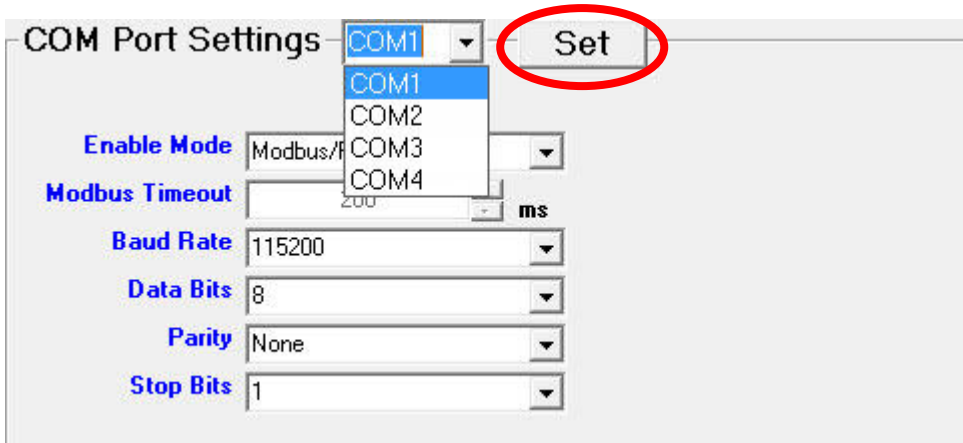 COM Port Settings COM1 Set
COM1
COM2
Enable Mode Modbus/ COM3
Modbus Timeout 200 COM4 ms
Baud Rate 115200
Data Bits 8
Parity None
Stop Bits 1